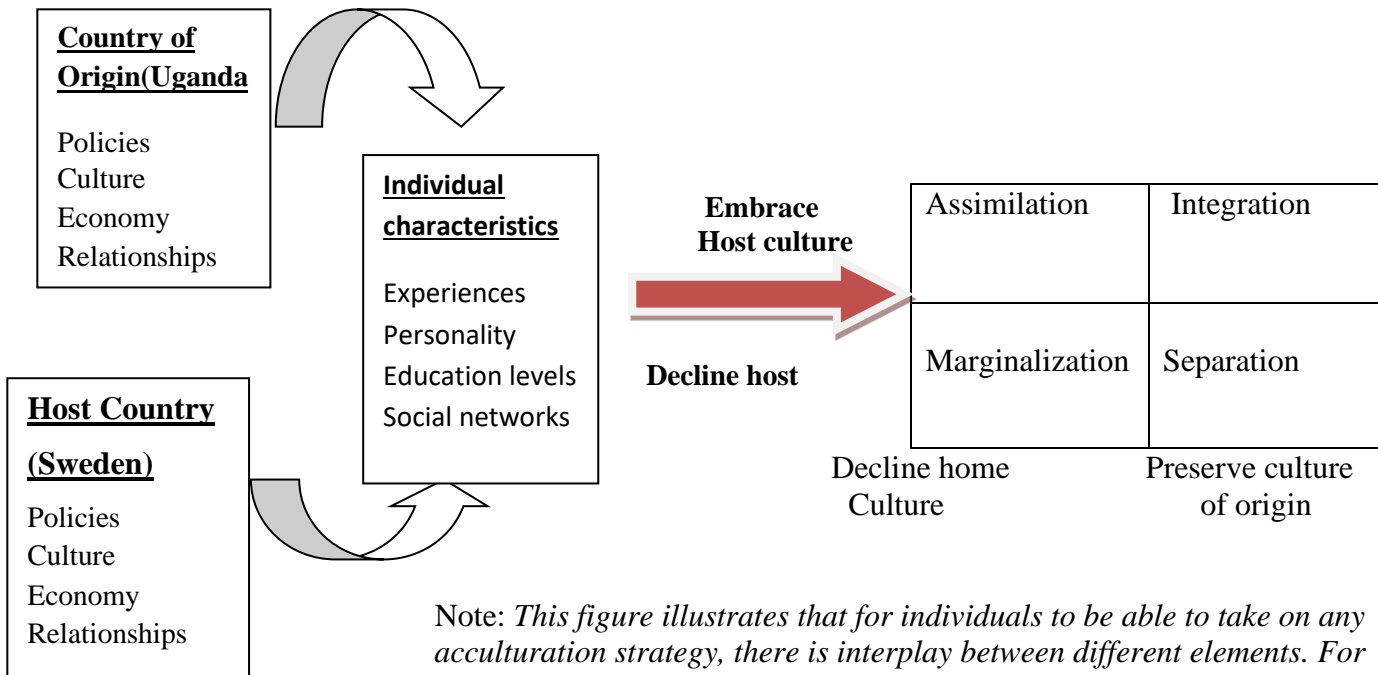 Country of
Origin(Uganda
Policies
Culture
Economy
Relationships
Host Country
(Sweden)
Policies
Culture
Economy
Relationships
Individual
characteristics
Experiences
Personality
Education levels
Social networks
Embrace
Host culture
Decline host
Assimilation
Integration
Marginalization
Separation
Decline home
Culture
Preserve culture
of origin
Note: This figure illustrates that for individuals to be able to take on any
acculturation strategy, there is interplay between different elements. For